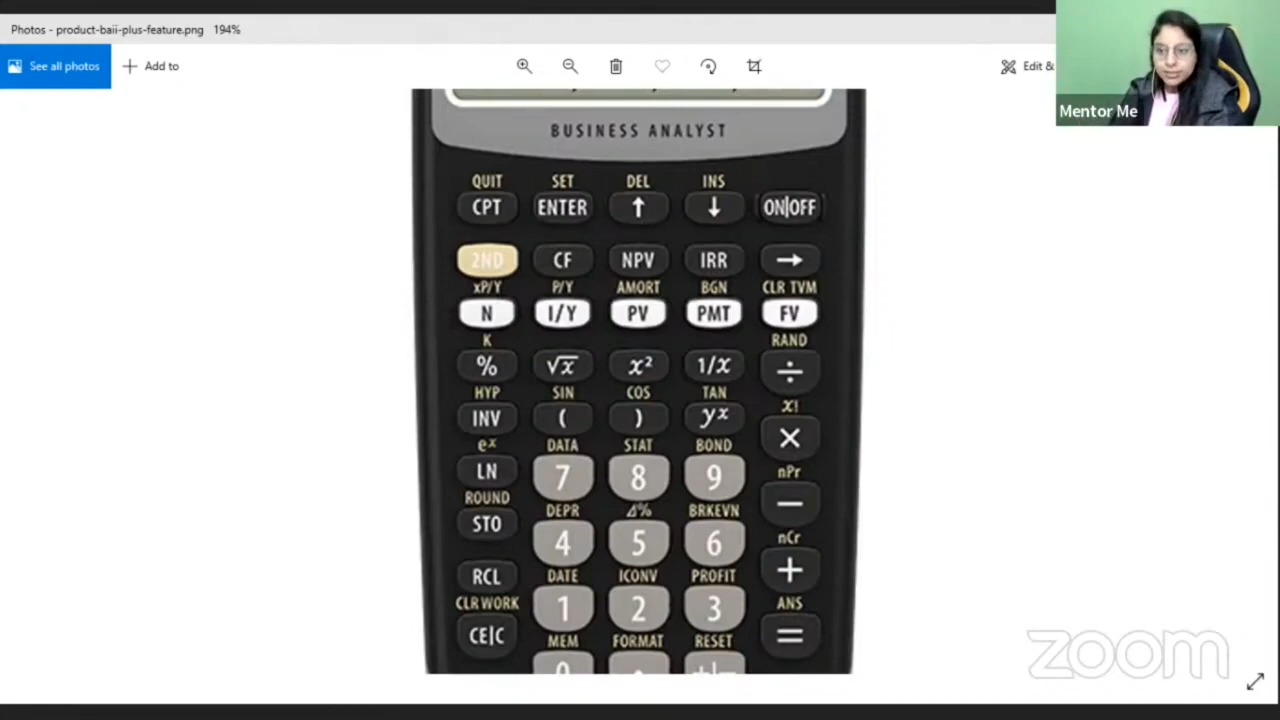 Photos - product-baii-plus-feature.png 194%
See all photos
Add to
Edit &
Mentor Me
BUSINESS ANALYST
QUIT SET DEL INS
CPT ENTER ↑ ↓ ON|OFF
2ND CF NPV IRR →
xP/Y P/Y AMORT BGN CLR TVM
N I/Y PV PMT FV
K RAND
% √x x² 1/x ÷
HYP SIN COS TAN x!
INV ( ) yˣ ×
eˣ DATA STAT BOND nPr
LN 7 8 9 −
ROUND DEPR Δ% BRKEVN nCr
STO 4 5 6 +
DATE ICONV PROFIT
RCL 1 2 3
CLR WORK ANS
CE|C =
MEM FORMAT RESET
zoom